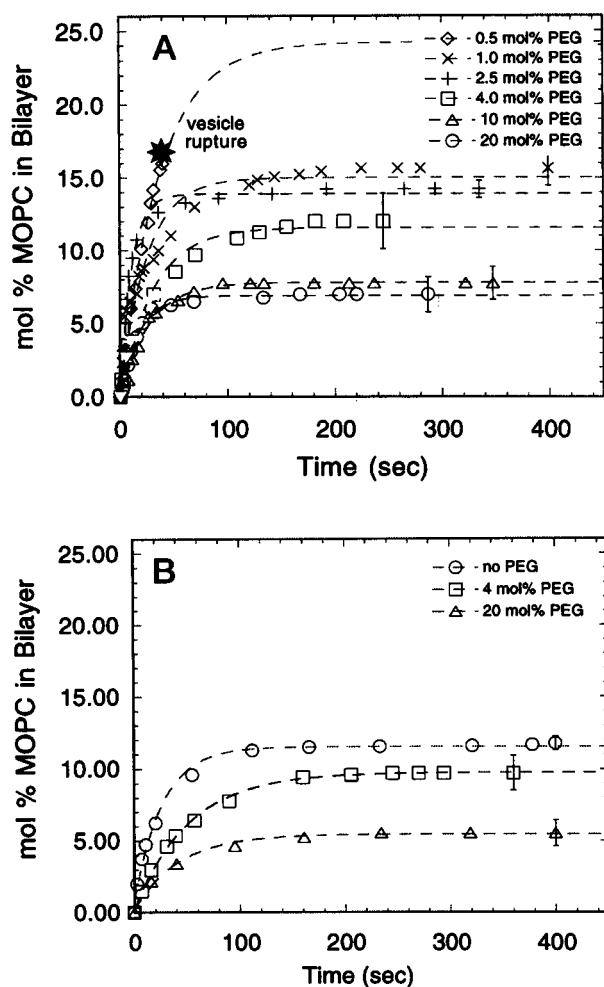 A
25.0
20.0
15.0
10.0
5.0
0.0
mol % MOPC in Bilayer
vesicle
rupture
- 0.5 mol% PEG
- 1.0 mol% PEG
- 2.5 mol% PEG
- 4.0 mol% PEG
- 10 mol% PEG
- 20 mol% PEG
0
100
200
300
400
Time (sec)
B
25.00
20.00
15.00
10.00
5.00
0.00
mol % MOPC in Bilayer
- no PEG
- 4 mol% PEG
- 20 mol% PEG
0
100
200
300
400
Time (sec)